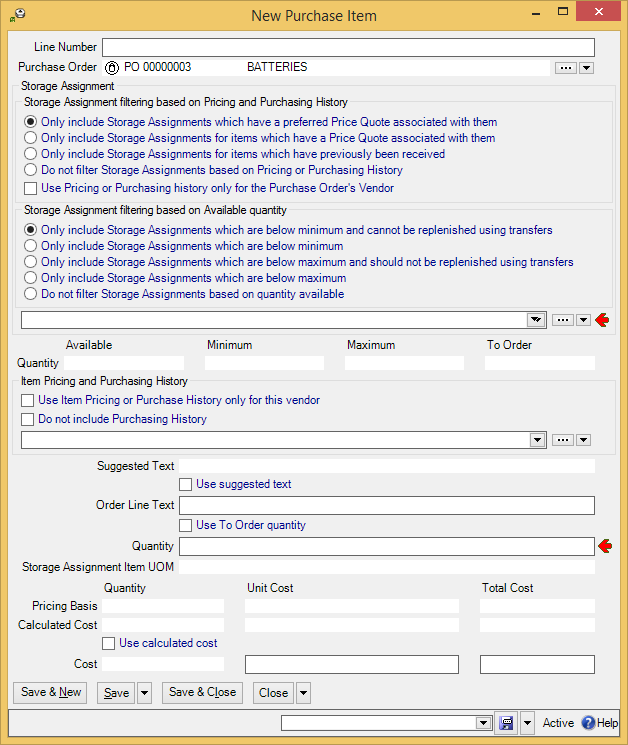 New Purchase Item
Line Number
Purchase Order PO 00000003 BATTERIES
Storage Assignment
Storage Assignment filtering based on Pricing and Purchasing History
Only include Storage Assignments which have a preferred Price Quote associated with them
Only include Storage Assignments for items which have a Price Quote associated with them
Only include Storage Assignments for items which have previously been received
Do not filter Storage Assignments based on Pricing or Purchasing History
Use Pricing or Purchasing history only for the Purchase Order's Vendor
Storage Assignment filtering based on Available quantity
Only include Storage Assignments which are below minimum and cannot be replenished using transfers
Only include Storage Assignments which are below minimum
Only include Storage Assignments which are below maximum and should not be replenished using transfers
Only include Storage Assignments which are below maximum
Do not filter Storage Assignments based on quantity available
Available Minimum Maximum To Order
Quantity
Item Pricing and Purchasing History
Use Item Pricing or Purchase History only for this vendor
Do not include Purchasing History
Suggested Text
Use suggested text
Order Line Text
Use To Order quantity
Quantity
Storage Assignment Item UOM
Quantity Unit Cost Total Cost
Pricing Basis
Calculated Cost
Use calculated cost
Cost
Save & New Save Save & Close Close
Active Help